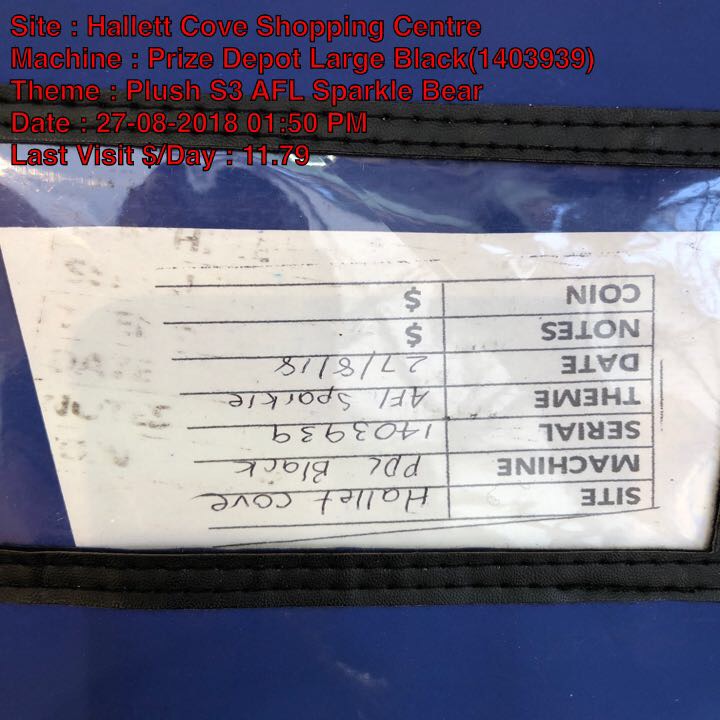 Site : Hallett Cove Shopping Centre
Machine : Prize Depot Large Black(1403939)
Theme : Plush S3 AFL Sparkle Bear
Date : 27-08-2018 01:50 PM
Last Visit $/Day : 11.79
SITE Hallet cove
MACHINE PDL Black
SERIAL 1403939
THEME AFL Sparkle
DATE 27/8/18
NOTES $
COIN $